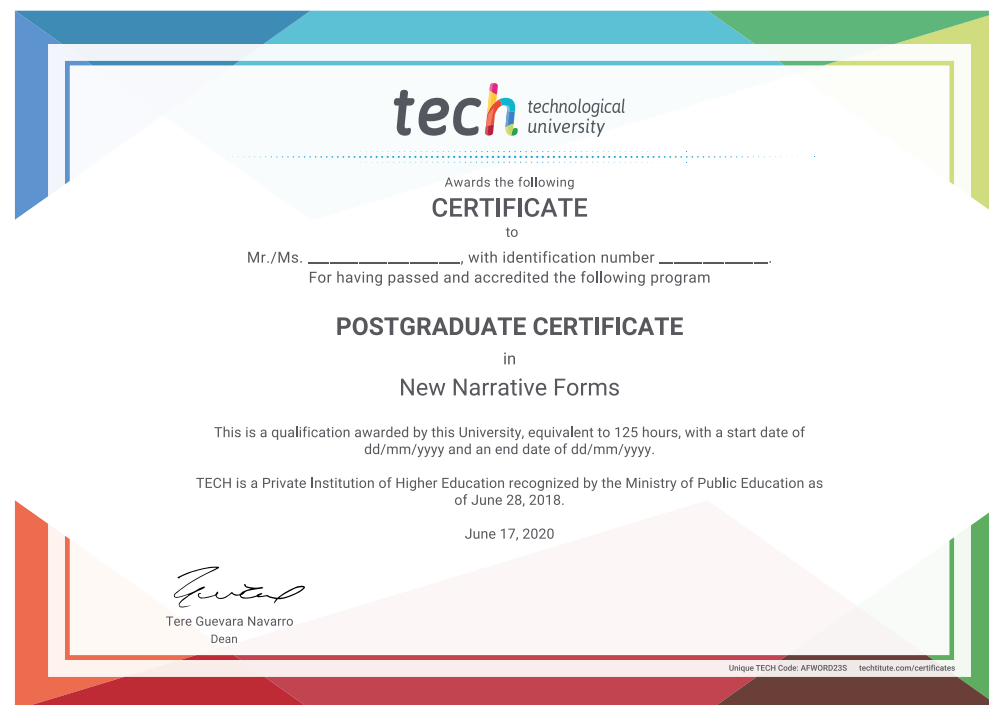 tech technological
university
Awards the following
CERTIFICATE
to
Mr./Ms. ____________________, with identification number ______________.
For having passed and accredited the following program
POSTGRADUATE CERTIFICATE
in
New Narrative Forms
This is a qualification awarded by this University, equivalent to 125 hours, with a start date of
dd/mm/yyyy and an end date of dd/mm/yyyy.
TECH is a Private Institution of Higher Education recognized by the Ministry of Public Education as
of June 28, 2018.
June 17, 2020
Tere Guevara Navarro
Dean
Unique TECH Code: AFWORD23S techtitute.com/certificates